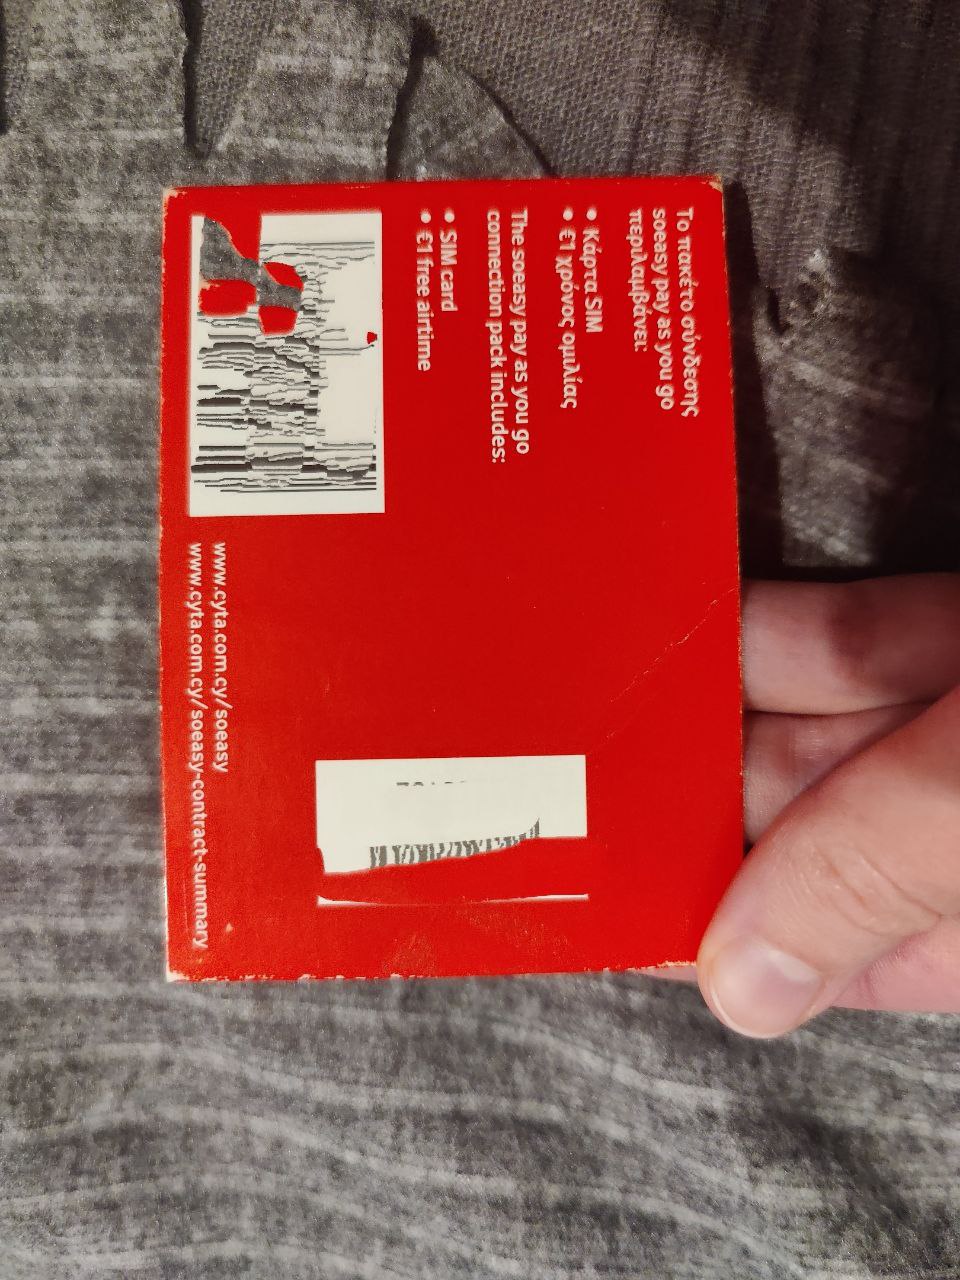 Το πακέτο σύνδεσης
soeasy pay as you go
περιλαμβάνει:
• Κάρτα SIM
• €1 χρόνος ομιλίας
The soeasy pay as you go
connection pack includes:
• SIM card
• €1 free airtime
www.cyta.com.cy/soeasy
www.cyta.com.cy/soeasy-contract-summary